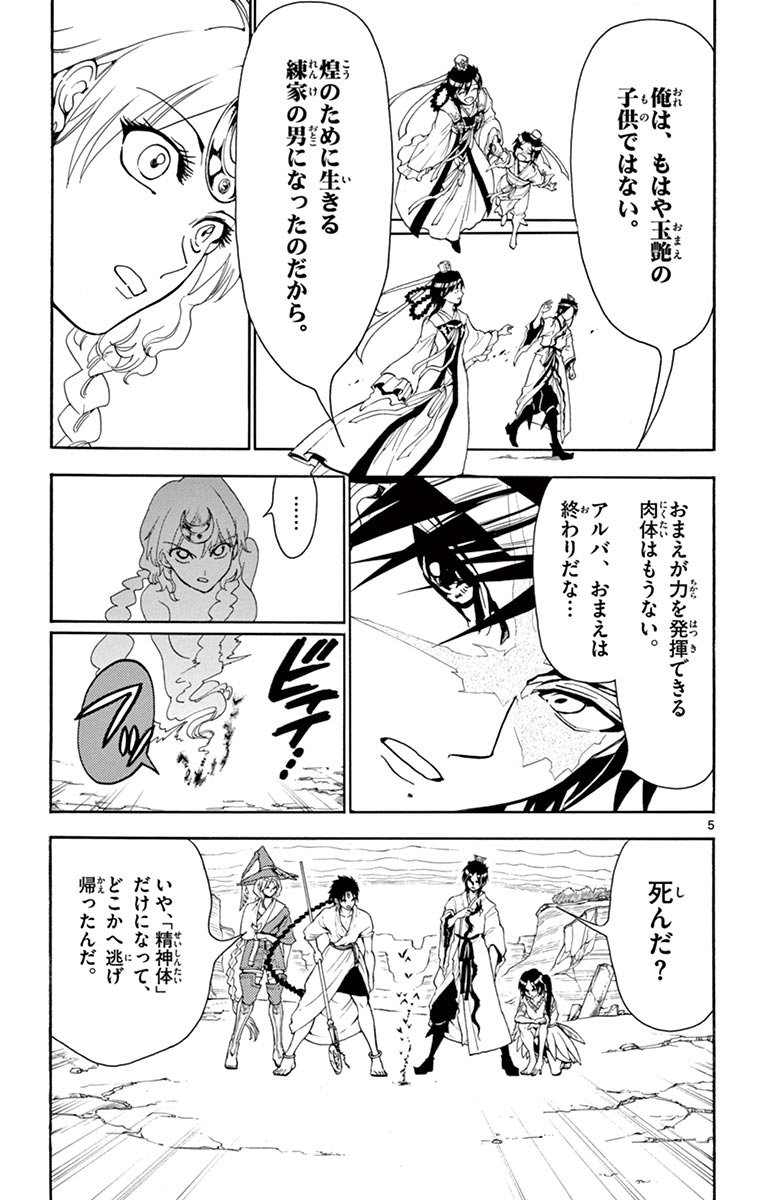 俺は、もはや玉艶の
子供ではない。
煌のために生きる
練家の男になったのだから。
おまえが力を発揮できる
肉体はもうない。
アルバ、おまえは
終わりだな…
……
ビィィ…
フッ
5
死んだ?
いや、「精神体」
だけになって、
どこかへ逃げ
帰ったんだ。